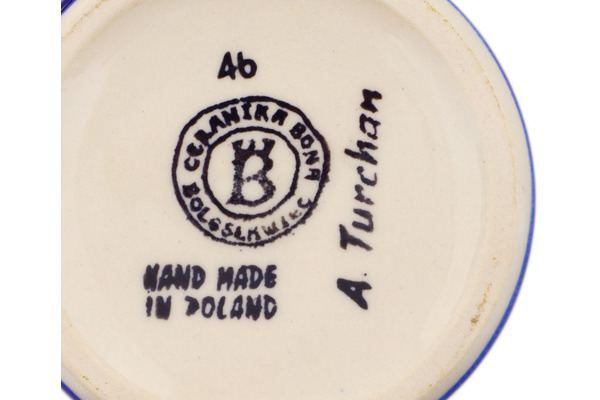 46
CERAMIKA BONA
BOLESŁAWIEC
B
HAND MADE
IN POLAND
A. Turchan